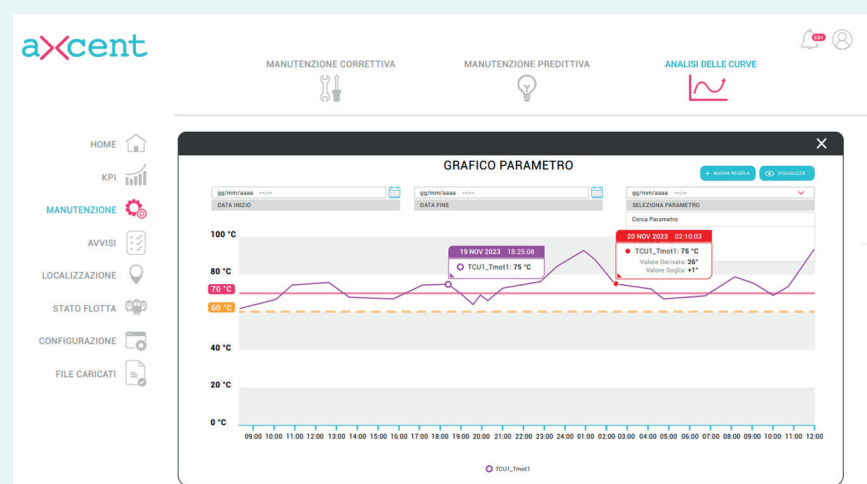 axcent
68+
MANUTENZIONE CORRETTIVA
MANUTENZIONE PREDITTIVA
ANALISI DELLE CURVE
HOME
KPI
MANUTENZIONE
AVVISI
LOCALIZZAZIONE
STATO FLOTTA
CONFIGURAZIONE
FILE CARICATI
GRAFICO PARAMETRO
+ NUOVA REGOLA
VISUALIZZA
gg/mm/aaaa --:--
DATA INIZIO
gg/mm/aaaa --:--
DATA FINE
gg/mm/aaaa --:--
SELEZIONA PARAMETRO
Cerca Parametro
100 °C
80 °C
70 °C
60 °C
40 °C
20 °C
0 °C
19 NOV 2023 18:25:08
TCU1_Tmot1: 75 °C
20 NOV 2023 02:10:03
TCU1_Tmot1: 75 °C
Valore Derivata: 26°
Valore Soglia: +1°
09:00 10:00 11:00 12:00 13:00 14:00 15:00 16:00 17:00 18:00 19:00 20:00 21:00 22:00 23:00 24:00 01:00 02:00 03:00 04:00 05:00 06:00 07:00 08:00 09:00 10:00 11:00 12:00
TCU1_Tmot1